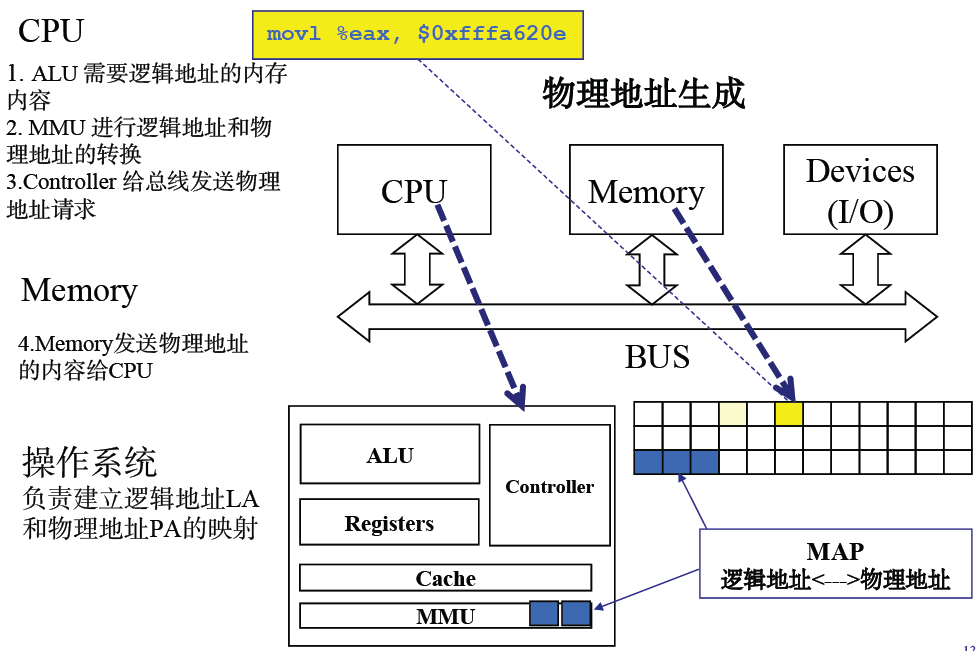 CPU
movl %eax, $0xfffa620e
1. ALU 需要逻辑地址的内存
内容
2. MMU 进行逻辑地址和物
理地址的转换
3.Controller 给总线发送物理
地址请求
物理地址生成
CPU
Memory
Devices
(I/O)
Memory
4.Memory发送物理地址
的内容给CPU
BUS
操作系统
负责建立逻辑地址LA
和物理地址PA的映射
ALU
Controller
Registers
Cache
MMU
MAP
逻辑地址<--->物理地址